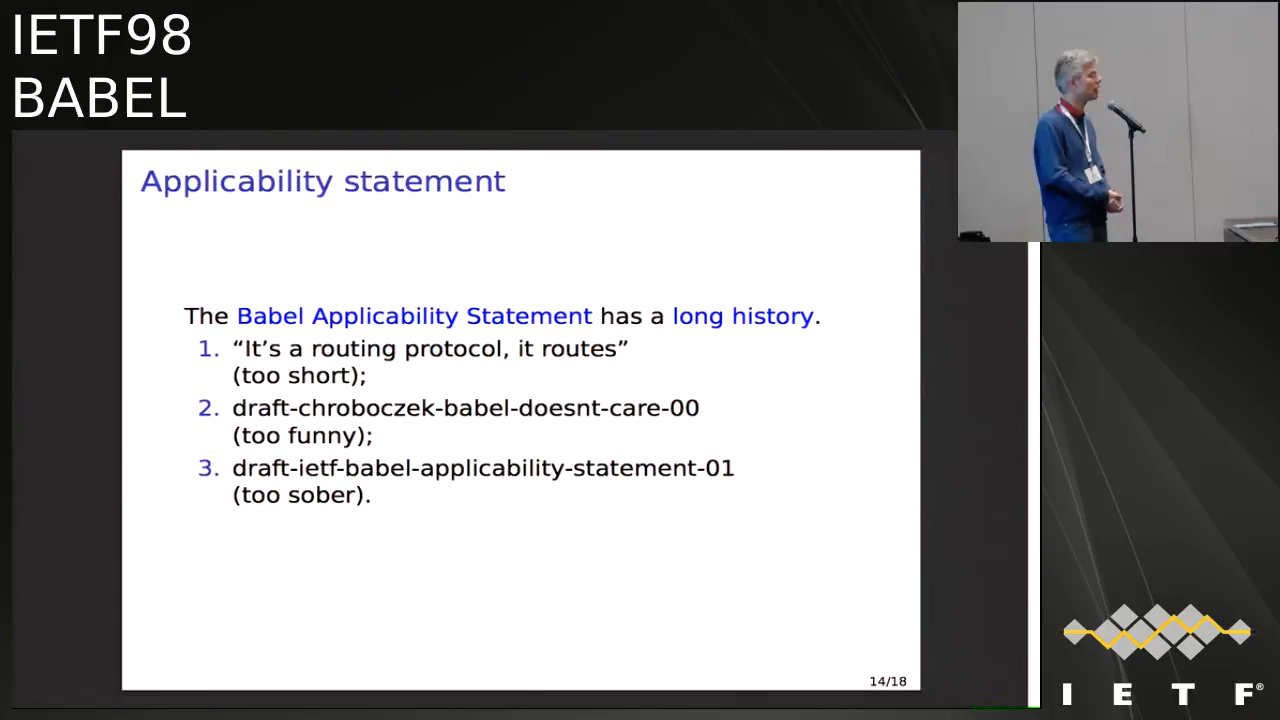 IETF98
BABEL
Applicability statement
The Babel Applicability Statement has a long history.
1. “It’s a routing protocol, it routes”
(too short);
2. draft-chroboczek-babel-doesnt-care-00
(too funny);
3. draft-ietf-babel-applicability-statement-01
(too sober).
14/18
I E T F®